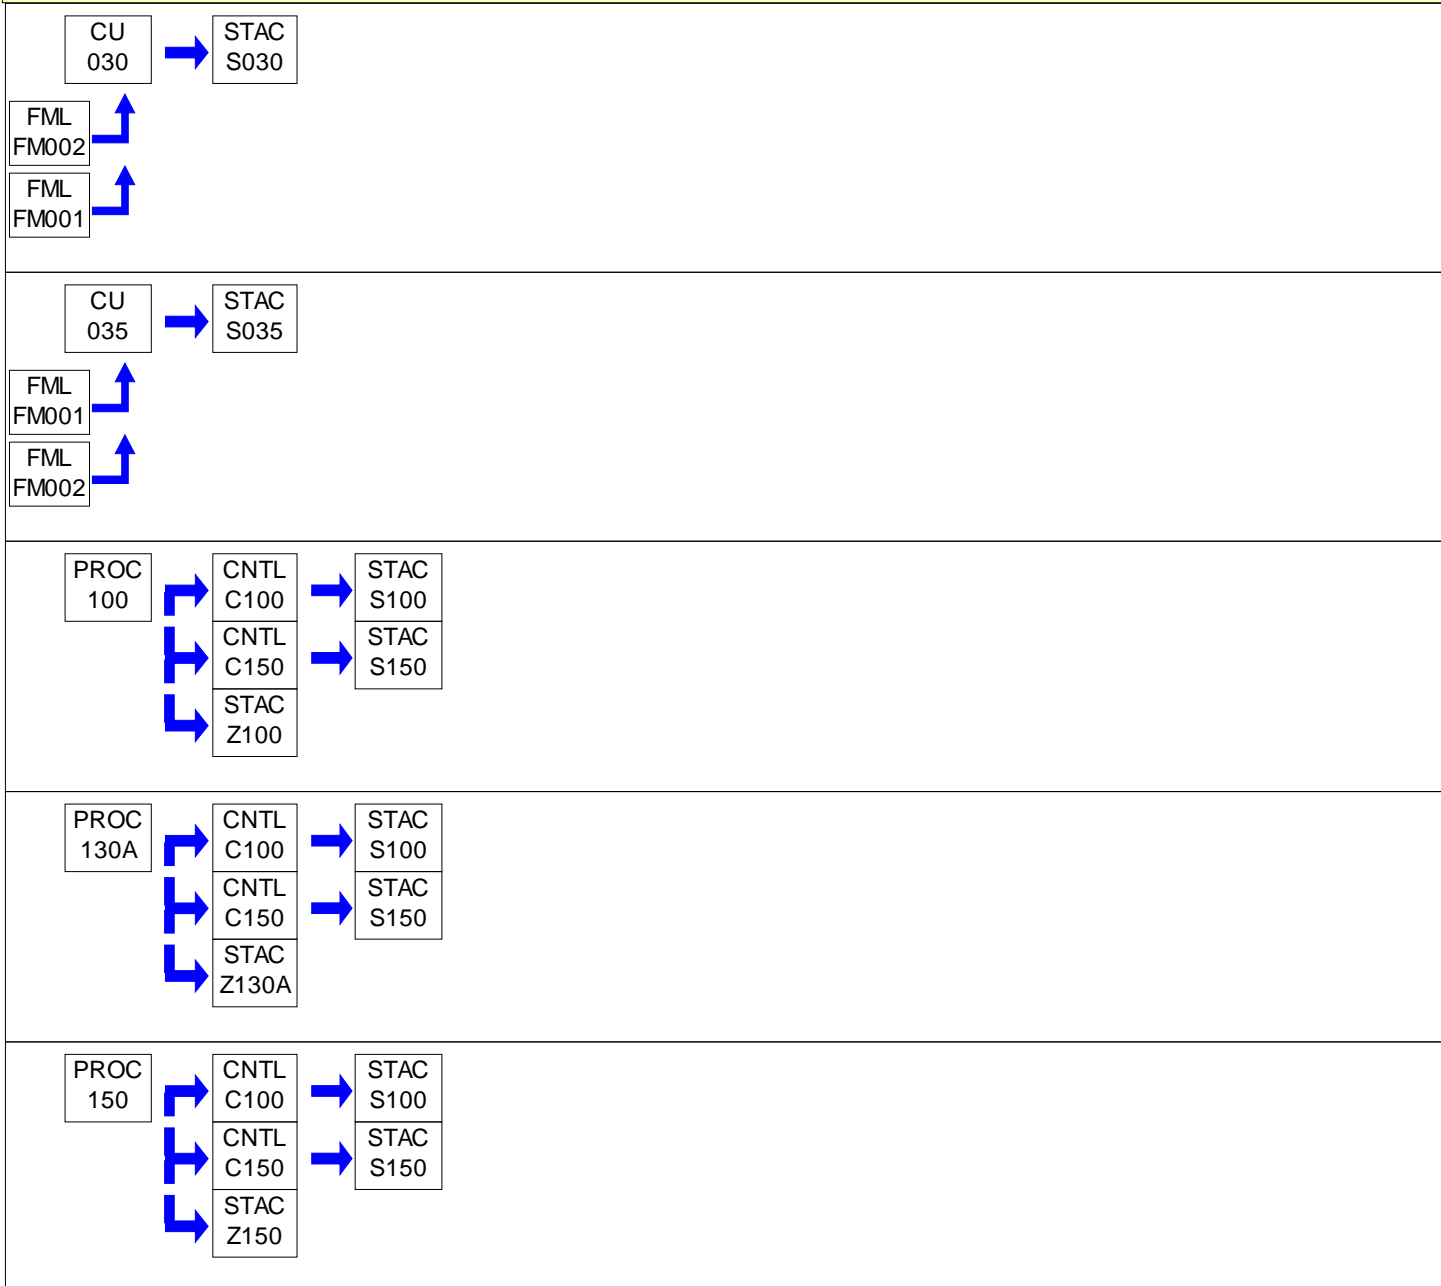 CU
030
STAC
S030
FML
FM002
FML
FM001
CU
035
STAC
S035
FML
FM001
FML
FM002
PROC
100
CNTL
C100
STAC
S100
CNTL
C150
STAC
S150
STAC
Z100
PROC
130A
CNTL
C100
STAC
S100
CNTL
C150
STAC
S150
STAC
Z130A
PROC
150
CNTL
C100
STAC
S100
CNTL
C150
STAC
S150
STAC
Z150